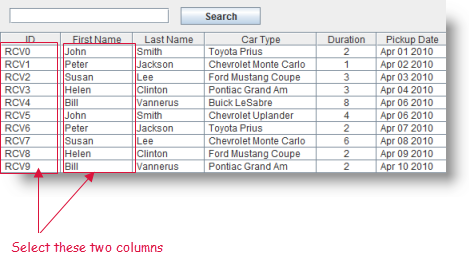 Search
ID First Name Last Name Car Type Duration Pickup Date
RCV0 John Smith Toyota Prius 2 Apr 01 2010
RCV1 Peter Jackson Chevrolet Monte Carlo 1 Apr 02 2010
RCV2 Susan Lee Ford Mustang Coupe 3 Apr 03 2010
RCV3 Helen Clinton Pontiac Grand Am 3 Apr 04 2010
RCV4 Bill Vannerus Buick LeSabre 8 Apr 06 2010
RCV5 John Smith Chevrolet Uplander 4 Apr 06 2010
RCV6 Peter Jackson Toyota Prius 2 Apr 07 2010
RCV7 Susan Lee Chevrolet Monte Carlo 6 Apr 08 2010
RCV8 Helen Clinton Ford Mustang Coupe 2 Apr 09 2010
RCV9 Bill Vannerus Pontiac Grand Am 2 Apr 10 2010
Select these two columns